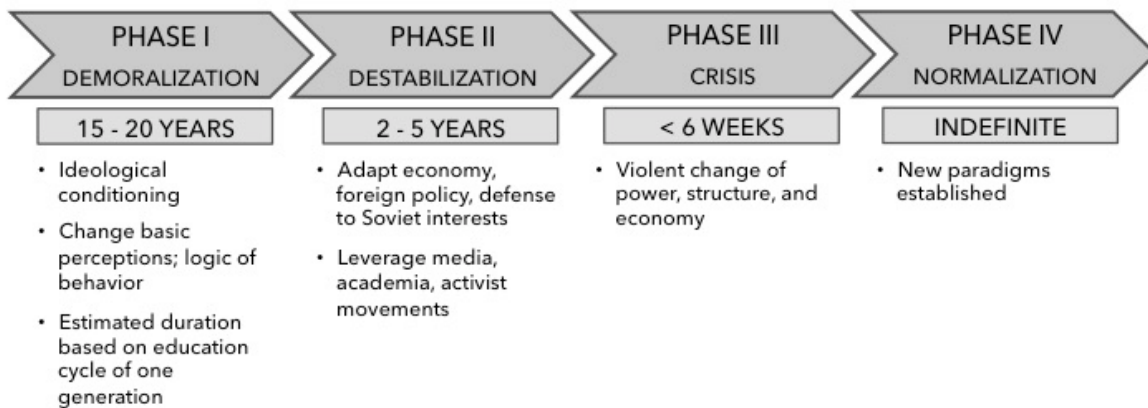 PHASE I
DEMORALIZATION
15 - 20 YEARS
• Ideological
conditioning
• Change basic
perceptions; logic of
behavior
• Estimated duration
based on education
cycle of one
generation
PHASE II
DESTABILIZATION
2 - 5 YEARS
• Adapt economy,
foreign policy, defense
to Soviet interests
• Leverage media,
academia, activist
movements
PHASE III
CRISIS
< 6 WEEKS
• Violent change of
power, structure, and
economy
PHASE IV
NORMALIZATION
INDEFINITE
• New paradigms
established